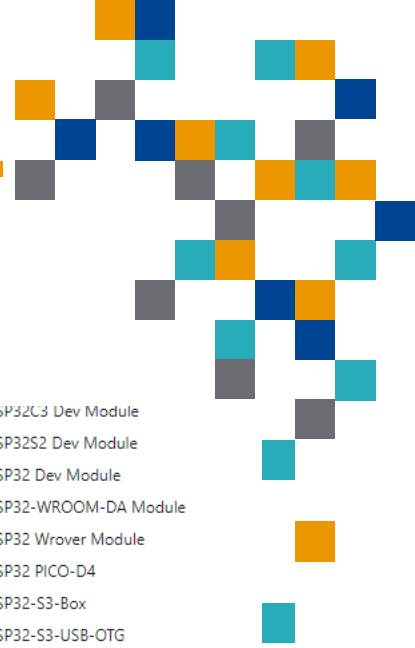 SP32C3 Dev Module
SP32S2 Dev Module
SP32 Dev Module
SP32-WROOM-DA Module
SP32 Wrover Module
SP32 PICO-D4
SP32-S3-Box
SP32-S3-USB-OTG